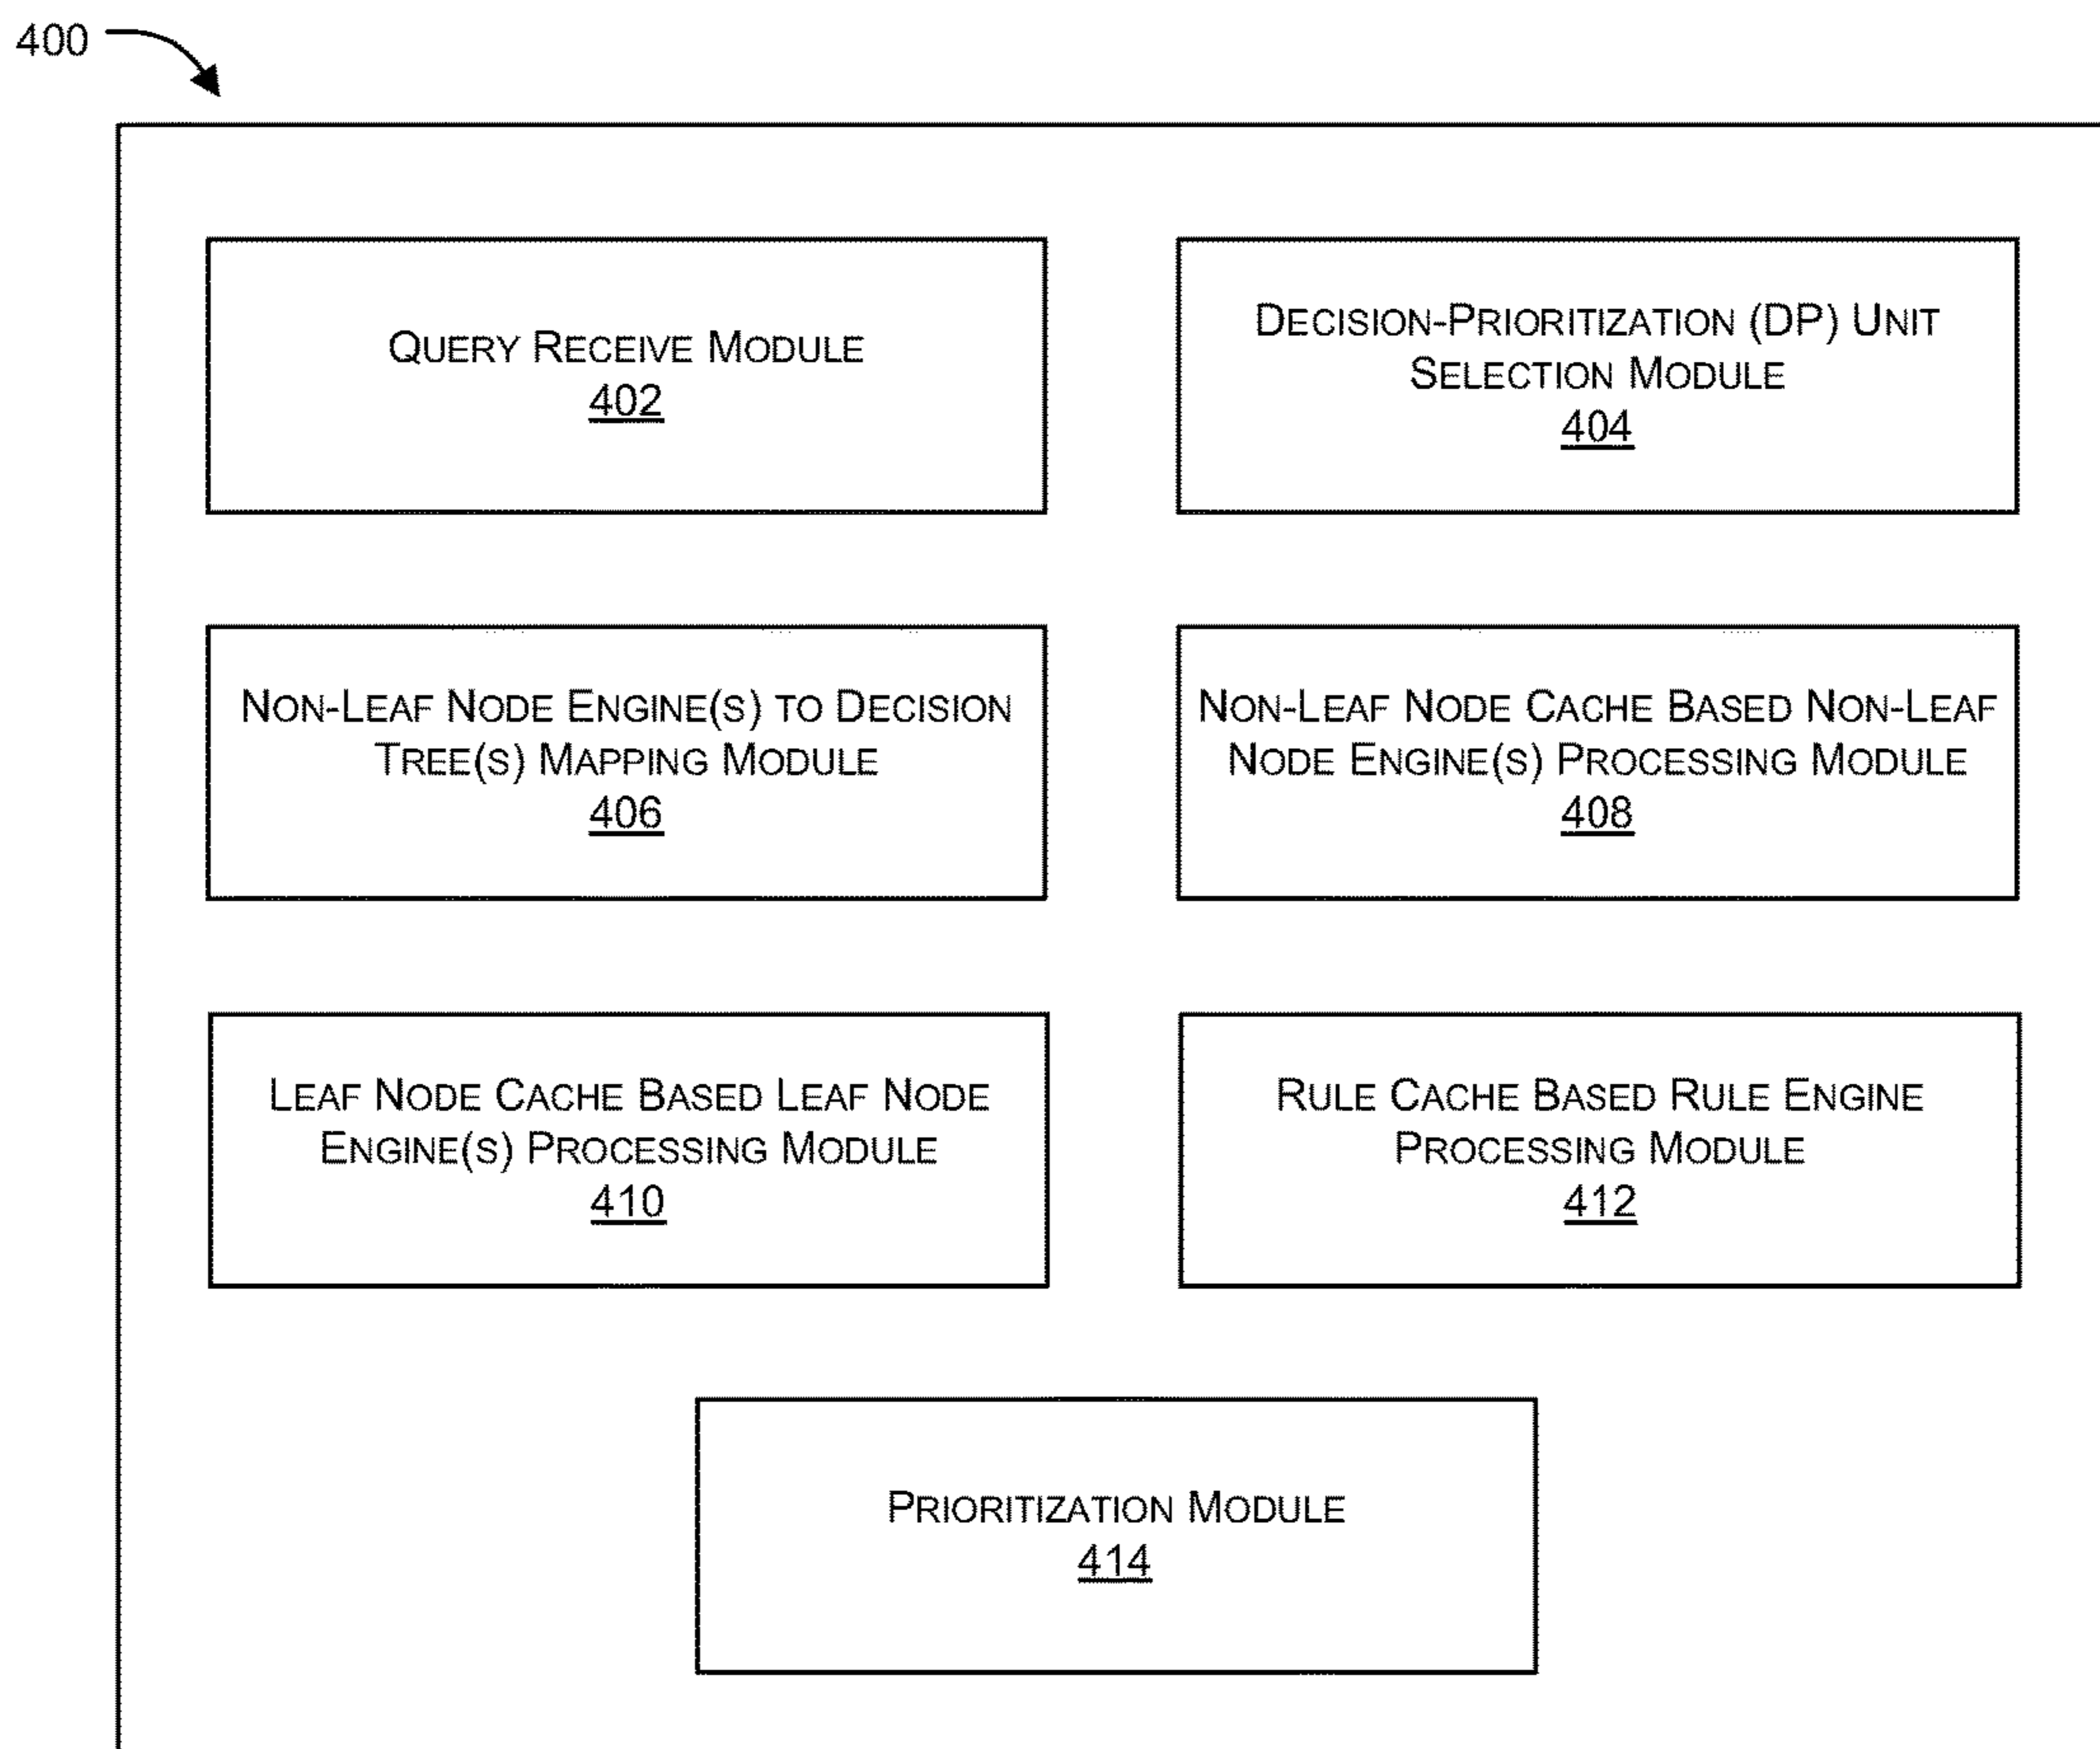 400
QUERY RECEIVE MODULE
402
DECISION-PRIORITIZATION (DP) UNIT
SELECTION MODULE
404
NON-LEAF NODE ENGINE(S) TO DECISION
TREE(S) MAPPING MODULE
406
NON-LEAF NODE CACHE BASED NON-LEAF
NODE ENGINE(S) PROCESSING MODULE
408
LEAF NODE CACHE BASED LEAF NODE
ENGINE(S) PROCESSING MODULE
410
RULE CACHE BASED RULE ENGINE
PROCESSING MODULE
412
PRIORITIZATION MODULE
414